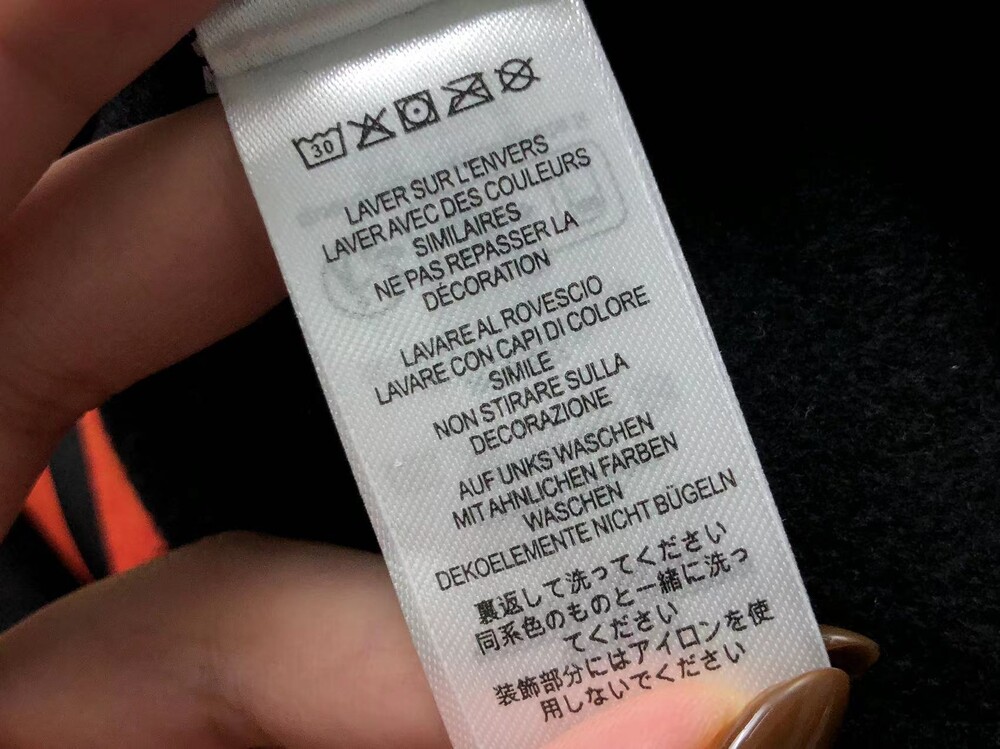 30
LAVER SUR L'ENVERS
LAVER AVEC DES COULEURS
SIMILAIRES
NE PAS REPASSER LA
DÉCORATION
LAVARE AL ROVESCIO
LAVARE CON CAPI DI COLORE
SIMILE
NON STIRARE SULLA
DECORAZIONE
AUF UNKS WASCHEN
MIT AHNLICHEN FARBEN
WASCHEN
DEKOELEMENTE NICHT BÜGELN
裏返して洗ってください
同系色のものと一緒に洗っ
てください
装飾部分にはアイロンを使
用しないでください